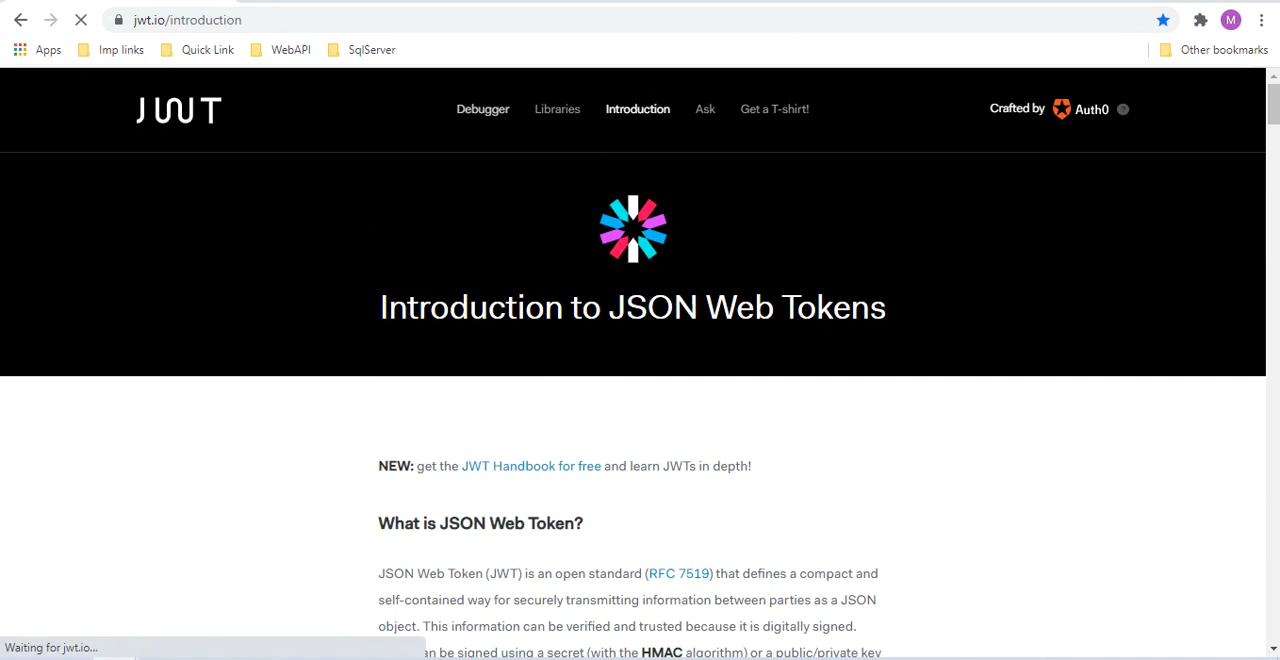 jwt.io/introduction
M
Apps Imp links Quick Link WebAPI SqlServer Other bookmarks
JWT Debugger Libraries Introduction Ask Get a T-shirt! Crafted by Auth0 ?
Introduction to JSON Web Tokens
NEW: get the JWT Handbook for free and learn JWTs in depth!
What is JSON Web Token?
JSON Web Token (JWT) is an open standard (RFC 7519) that defines a compact and
self-contained way for securely transmitting information between parties as a JSON
object. This information can be verified and trusted because it is digitally signed.
Waiting for jwt.io...
an be signed using a secret (with the HMAC algorithm) or a public/private key